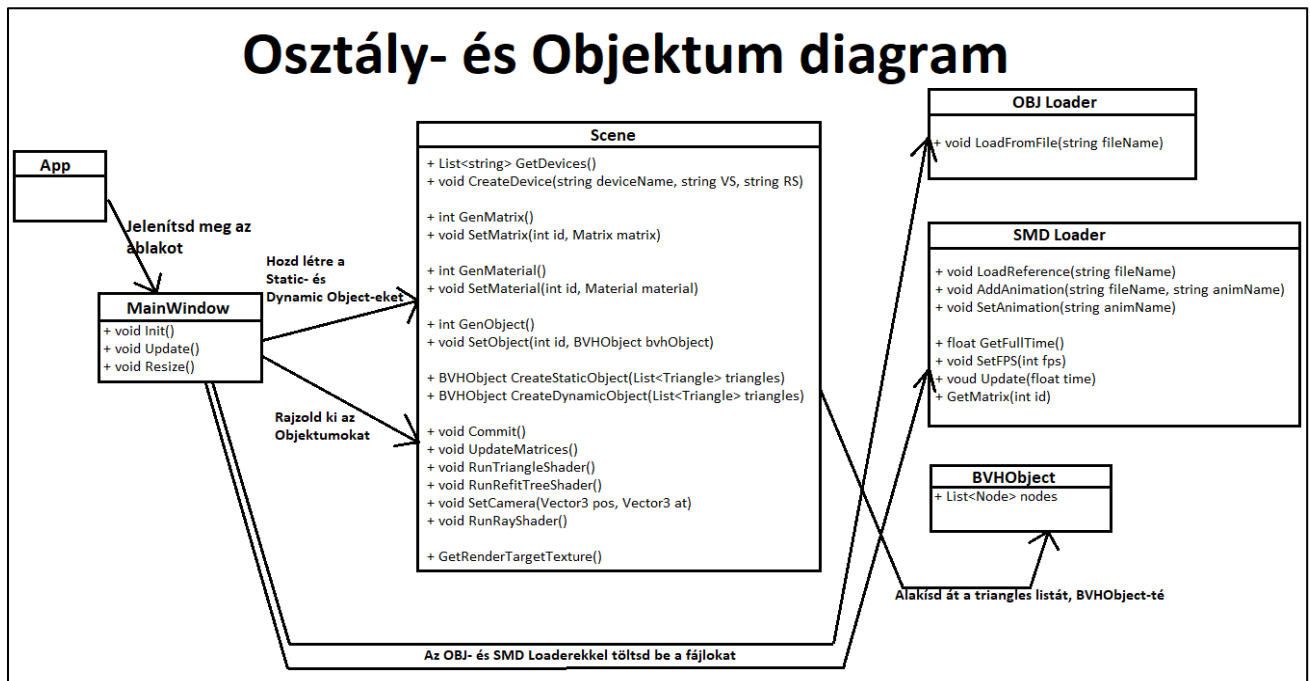 Osztály- és Objektum diagram
App
Jelenítsd meg az
ablakot
MainWindow
+ void Init()
+ void Update()
+ void Resize()
Hozd létre a
Static- és
Dynamic Object-eket
Rajzold ki az
Objektumokat
Scene
+ List<string> GetDevices()
+ void CreateDevice(string deviceName, string VS, string RS)
+ int GenMatrix()
+ void SetMatrix(int id, Matrix matrix)
+ int GenMaterial()
+ void SetMaterial(int id, Material material)
+ int GenObject()
+ void SetObject(int id, BVHObject bvhObject)
+ BVHObject CreateStaticObject(List<Triangle> triangles)
+ BVHObject CreateDynamicObject(List<Triangle> triangles)
+ void Commit()
+ void UpdateMatrices()
+ void RunTriangleShader()
+ void RunRefitTreeShader()
+ void SetCamera(Vector3 pos, Vector3 at)
+ void RunRayShader()
+ GetRenderTargetTexture()
OBJ Loader
+ void LoadFromFile(string fileName)
SMD Loader
+ void LoadReference(string fileName)
+ void AddAnimation(string fileName, string animName)
+ void SetAnimation(string animName)
+ float GetFullTime()
+ void SetFPS(int fps)
+ voud Update(float time)
+ GetMatrix(int id)
BVHObject
+ List<Node> nodes
Alakísd át a triangles listát, BVHObject-té
Az OBJ- és SMD Loaderekkel töltsd be a fájlokat